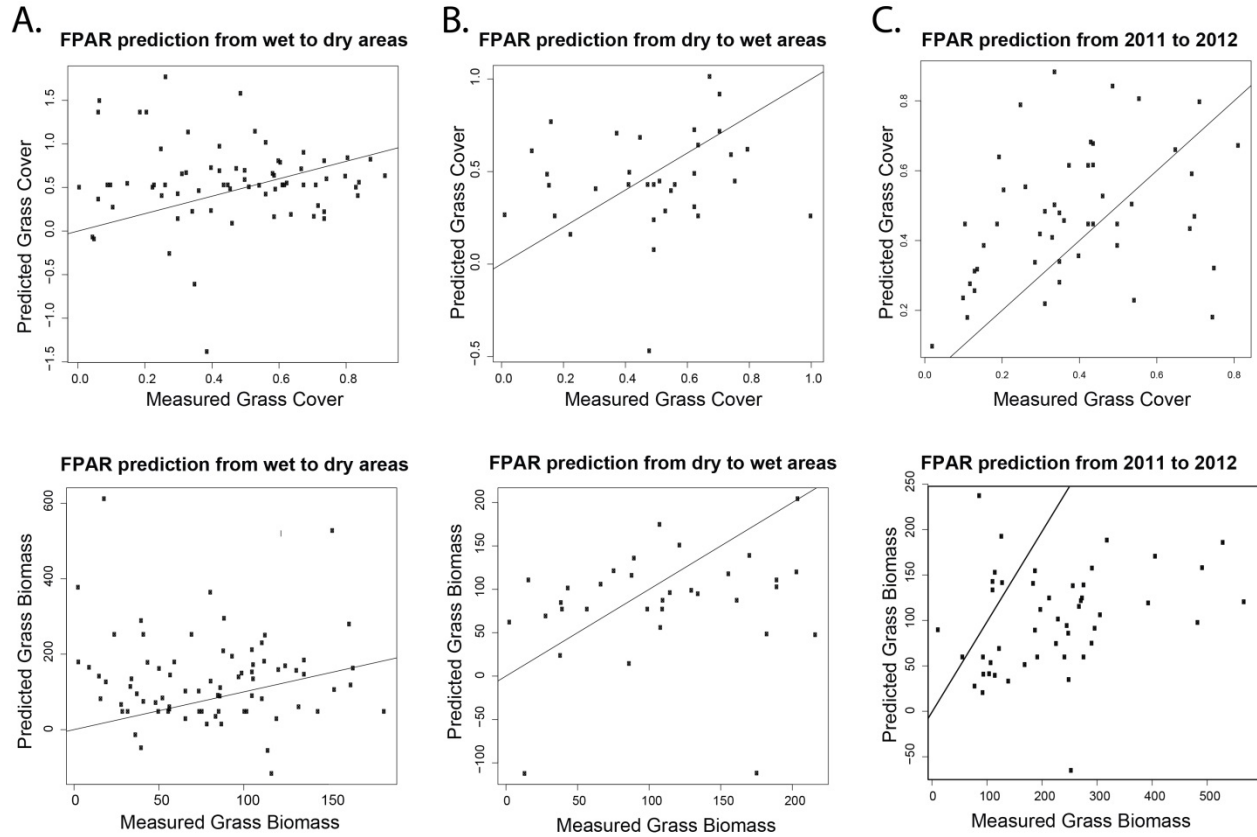 A.
FPAR prediction from wet to dry areas
Predicted Grass Cover
1.5
1.0
0.5
0.0
−0.5
−1.0
−1.5
0.0 0.2 0.4 0.6 0.8
Measured Grass Cover
B.
FPAR prediction from dry to wet areas
Predicted Grass Cover
1.0
0.5
0.0
−0.5
0.0 0.2 0.4 0.6 0.8 1.0
Measured Grass Cover
C.
FPAR prediction from 2011 to 2012
Predicted Grass Cover
0.8
0.6
0.4
0.2
0.0 0.2 0.4 0.6 0.8
Measured Grass Cover
FPAR prediction from wet to dry areas
Predicted Grass Biomass
600
400
200
0
0 50 100 150
Measured Grass Biomass
FPAR prediction from dry to wet areas
Predicted Grass Biomass
200
150
100
50
0
−100
0 50 100 150 200
Measured Grass Biomass
FPAR prediction from 2011 to 2012
Predicted Grass Biomass
250
200
150
100
50
0
−50
0 100 200 300 400 500
Measured Grass Biomass